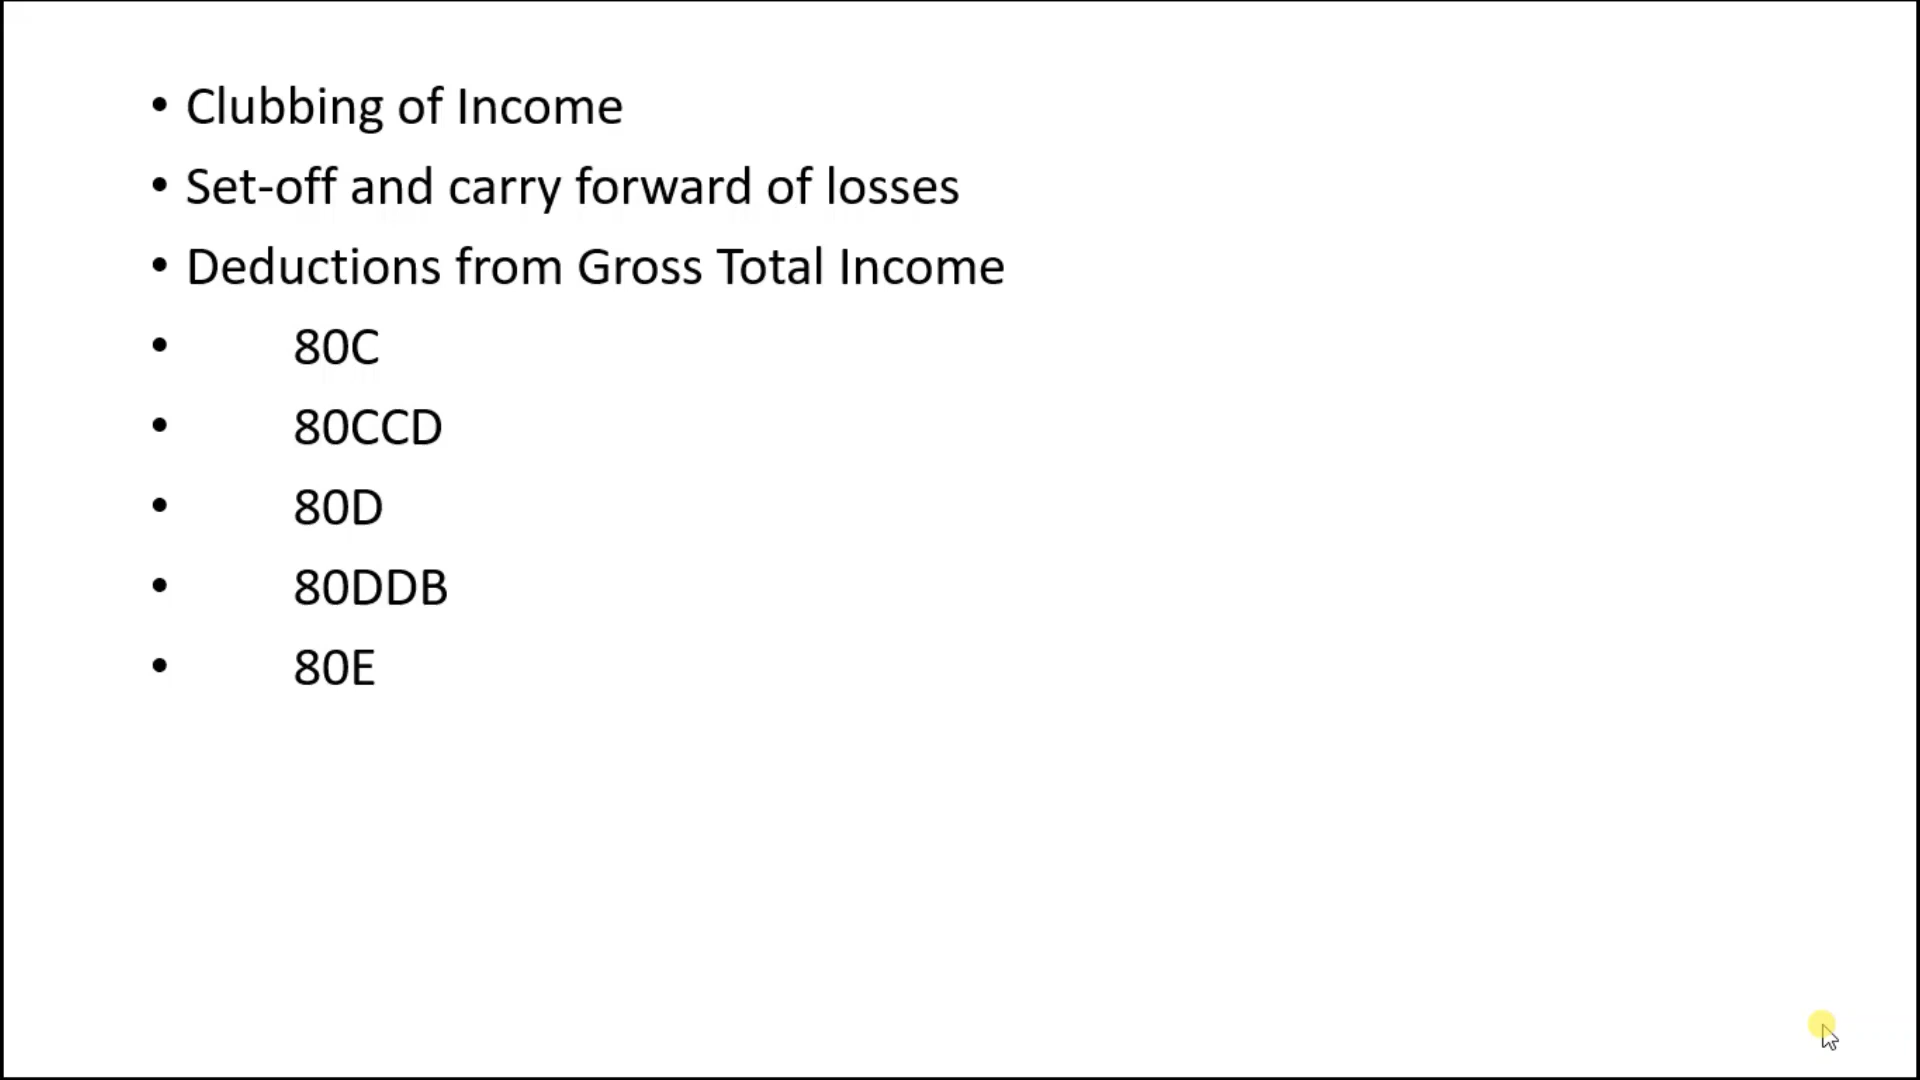 • Clubbing of Income
• Set-off and carry forward of losses
• Deductions from Gross Total Income
• 80C
• 80CCD
• 80D
• 80DDB
• 80E